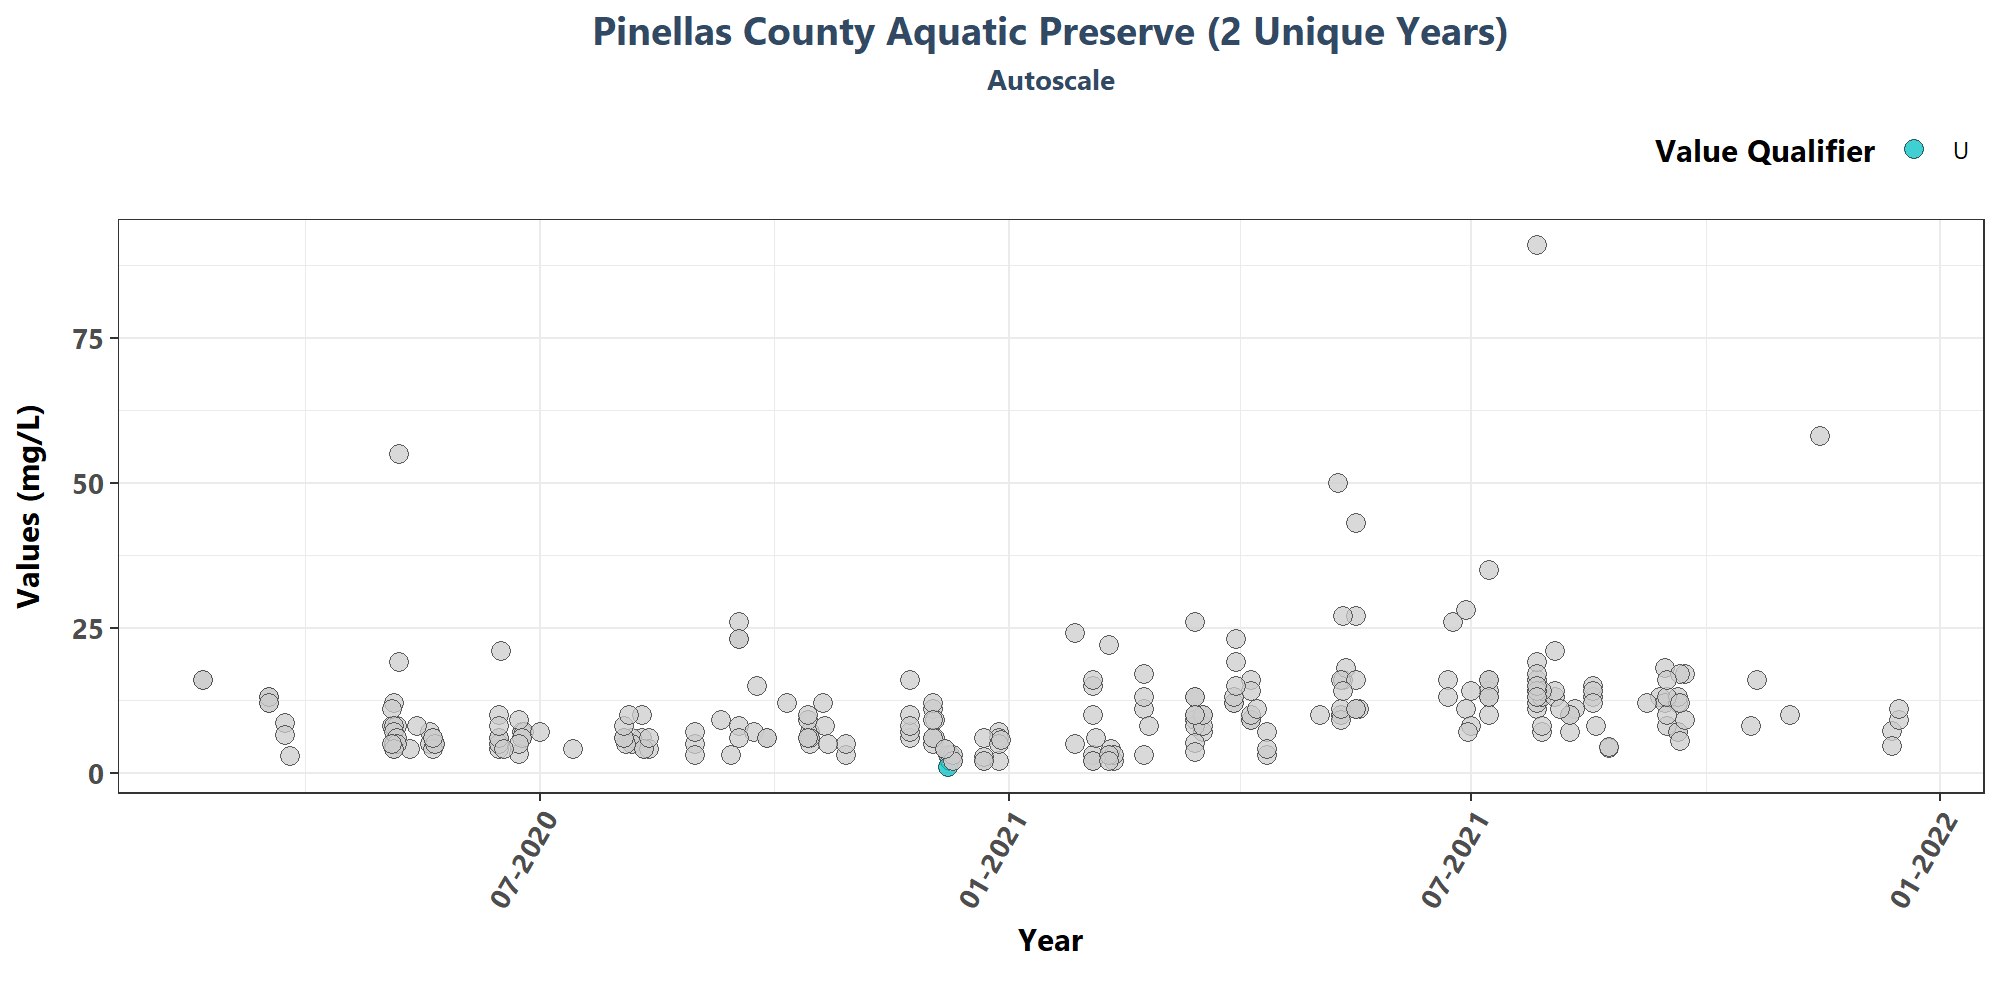 Pinellas County Aquatic Preserve (2 Unique Years)
Autoscale
Value Qualifier U
Values (mg/L)
75
50
25
0
07-2020
01-2021
07-2021
01-2022
Year